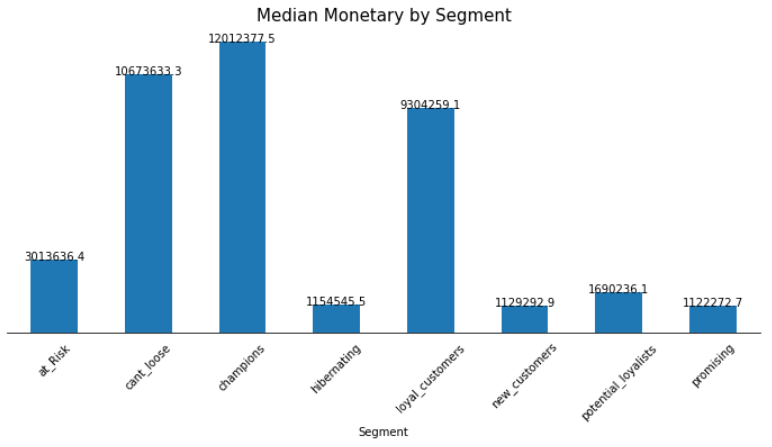 Median Monetary by Segment
12012377.5
10673633.3
9304259.1
3013636.4
1690236.1
1154545.5
1129292.9
1122272.7
at_Risk
cant_loose
champions
hibernating
loyal_customers
new_customers
potential_loyalists
promising
Segment